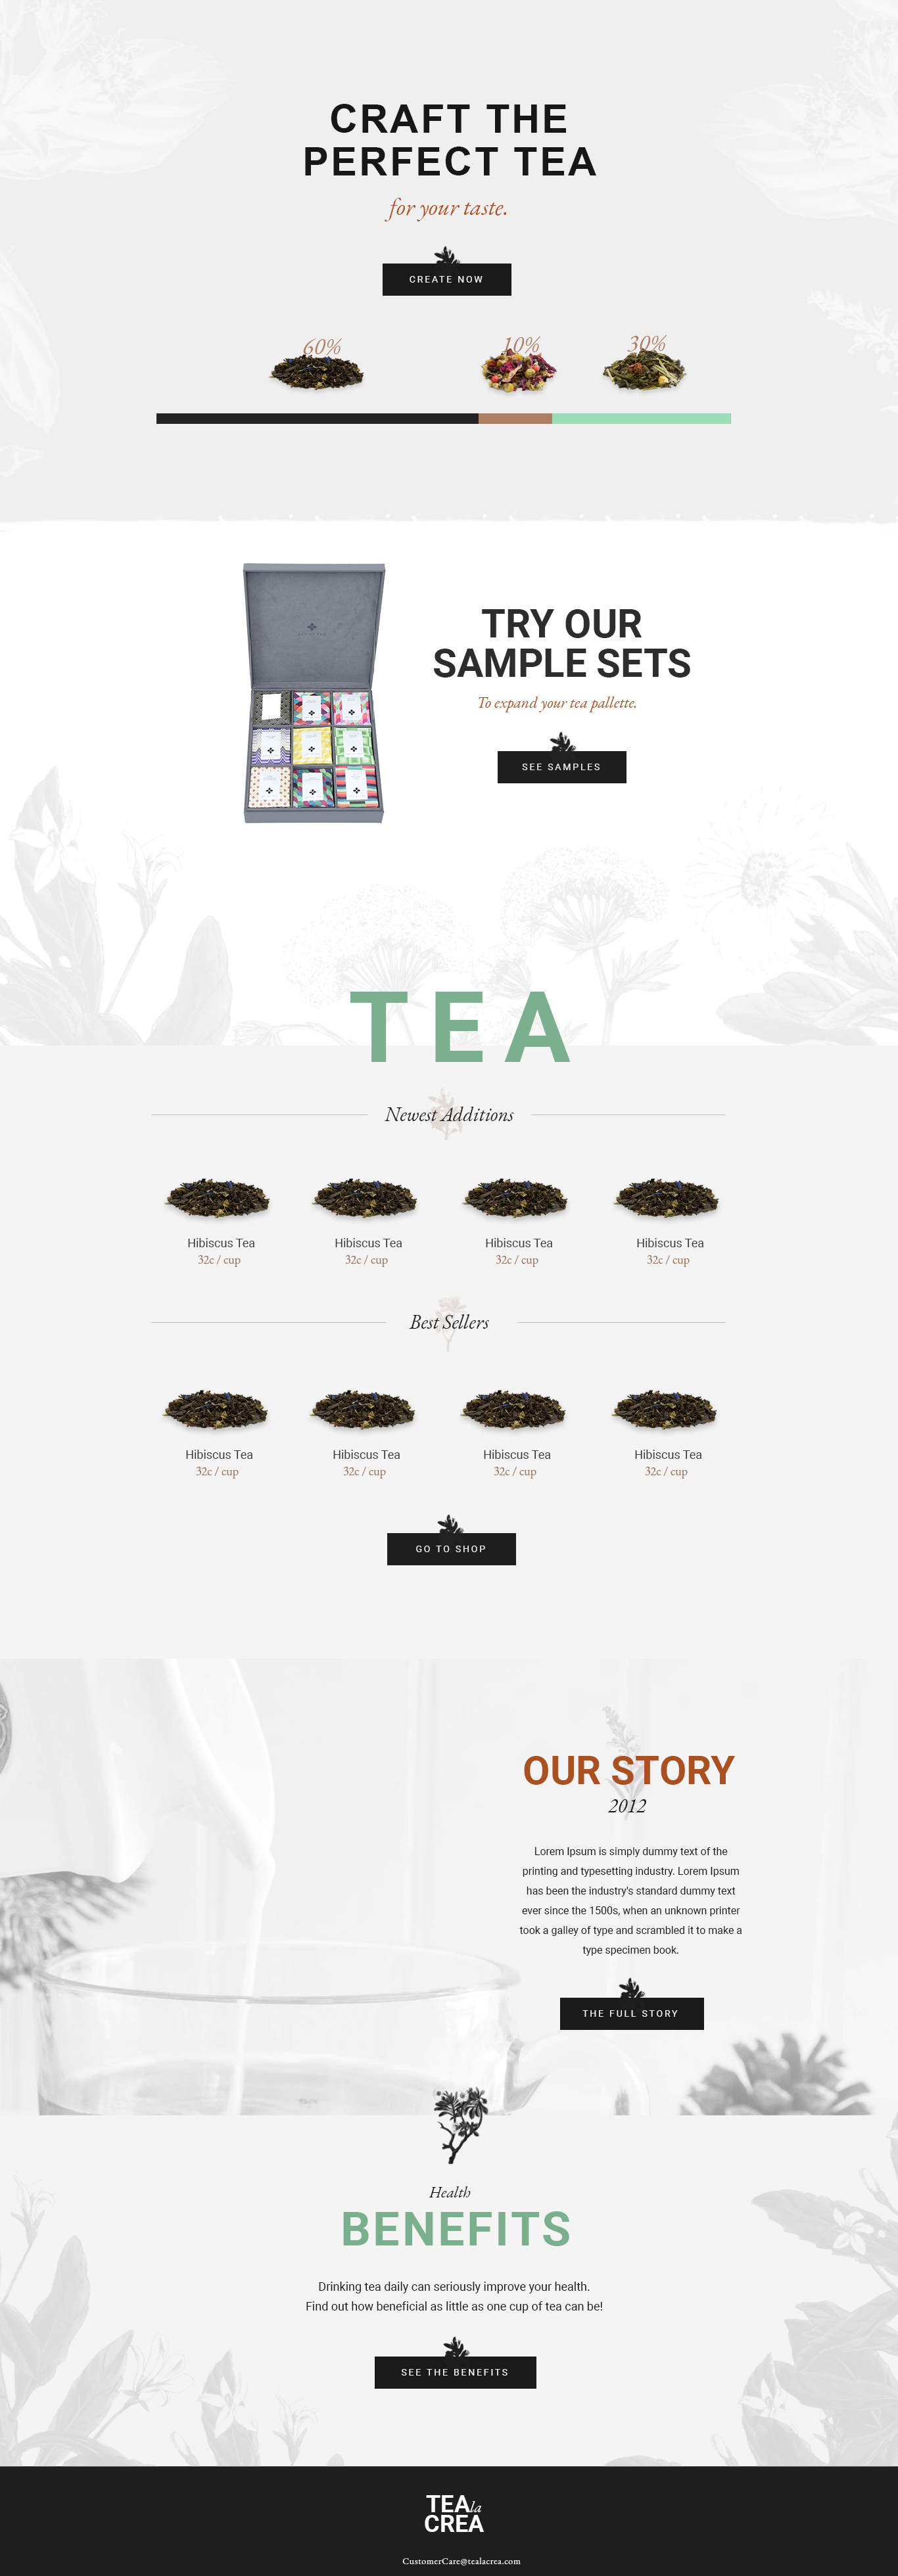 CRAFT THE
PERFECT TEA
for your taste.
CREATE NOW
60%
10%
30%
TRY OUR
SAMPLE SETS
To expand your tea pallette.
SEE SAMPLES
TEA
Newest Additions
Hibiscus Tea
32c / cup
Hibiscus Tea
32c / cup
Hibiscus Tea
32c / cup
Hibiscus Tea
32c / cup
Best Sellers
Hibiscus Tea
32c / cup
Hibiscus Tea
32c / cup
Hibiscus Tea
32c / cup
Hibiscus Tea
32c / cup
GO TO SHOP
OUR STORY
2012
Lorem Ipsum is simply dummy text of the
printing and typesetting industry. Lorem Ipsum
has been the industry's standard dummy text
ever since the 1500s, when an unknown printer
took a galley of type and scrambled it to make a
type specimen book.
THE FULL STORY
Health
BENEFITS
Drinking tea daily can seriously improve your health.
Find out how beneficial as little as one cup of tea can be!
SEE THE BENEFITS
TEA la
CREA
CustomerCare@tealacrea.com